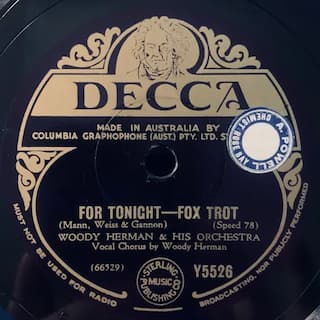 DECCA
MADE IN AUSTRALIA BY
COLUMBIA GRAPHOPHONE (AUST.) PTY. LTD.
A. POWELL
CHEMIST
FOR TONIGHT—FOX TROT
(Mann, Weiss & Gannon) (Speed 78)
WOODY HERMAN & HIS ORCHESTRA
Vocal Chorus by Woody Herman
(66529)
STERLING
MUSIC
PUBLISHING
Y5526
MUST NOT BE USED FOR RADIO
BROADCASTING, NOR PUBLICLY PERFORMED